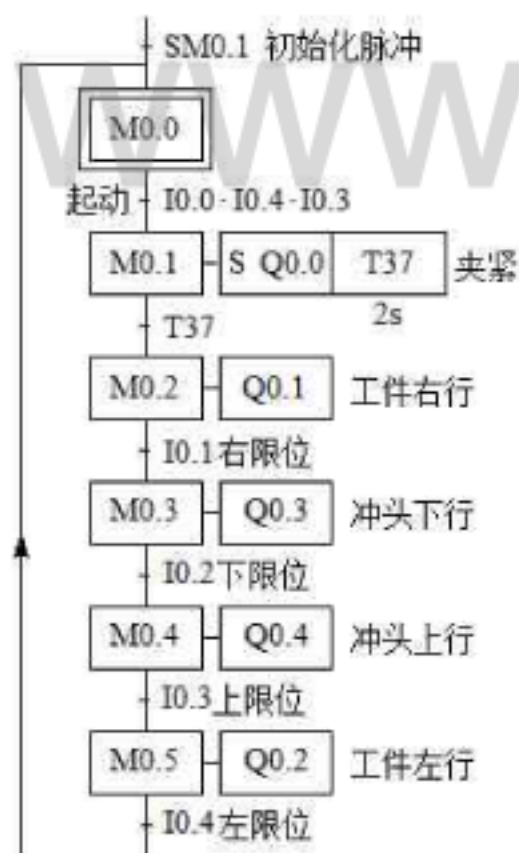 SM0.1 初始化脉冲
WWW
M0.0
起动 I0.0·I0.4·I0.3
M0.1 S Q0.0 T37 夹紧
2s
T37
M0.2 Q0.1 工件右行
I0.1右限位
M0.3 Q0.3 冲头下行
I0.2下限位
M0.4 Q0.4 冲头上行
I0.3上限位
M0.5 Q0.2 工件左行
I0.4左限位